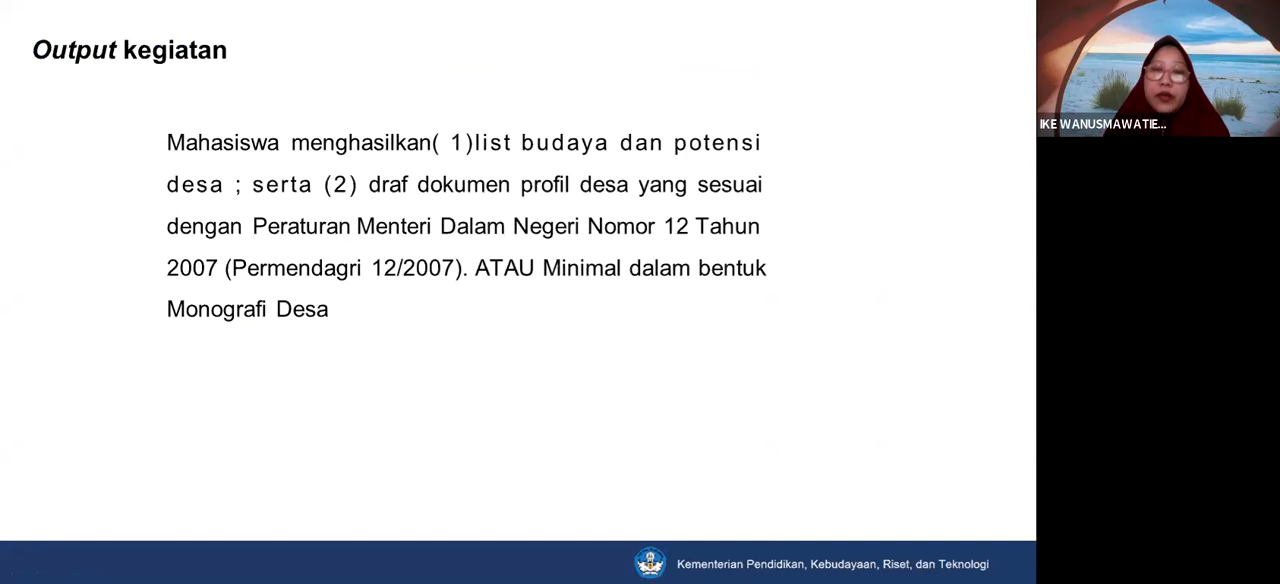 Output kegiatan
Mahasiswa menghasilkan( 1)list budaya dan potensi
desa ; serta (2) draf dokumen profil desa yang sesuai
dengan Peraturan Menteri Dalam Negeri Nomor 12 Tahun
2007 (Permendagri 12/2007). ATAU Minimal dalam bentuk
Monografi Desa
IKE WANUSMAWATIE...
Kementerian Pendidikan, Kebudayaan, Riset, dan Teknologi